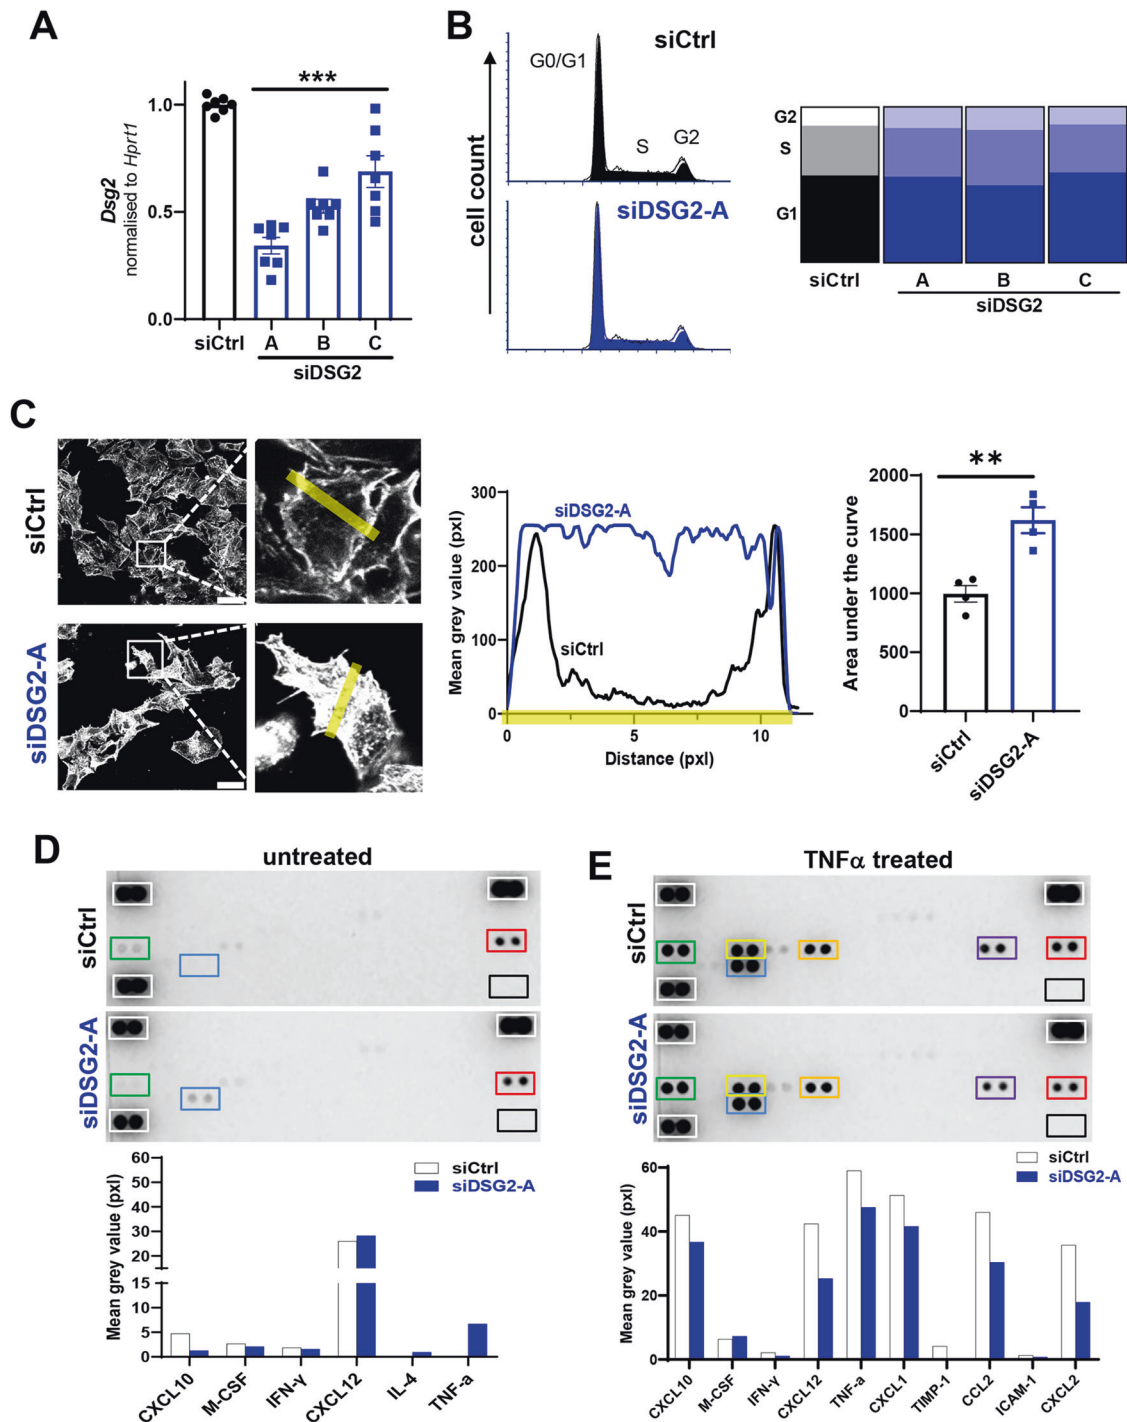 A
***
1.0
0.5
0.0
Dsg2
normalised to Hprt1
siCtrl
A
B
C
siDSG2
B
siCtrl
G0/G1
S
G2
siDSG2-A
cell count
G2
S
G1
siCtrl
A
B
C
siDSG2
C
siCtrl
siDSG2-A
300
200
100
0
Mean grey value (pxl)
siDSG2-A
siCtrl
0
5
10
Distance (pxl)
**
2000
1500
1000
500
0
Area under the curve
siCtrl
siDSG2-A
D
untreated
siCtrl
siDSG2-A
siCtrl
siDSG2-A
60
50
40
30
20
15
10
5
0
Mean grey value (pxl)
CXCL10
M-CSF
IFN-γ
CXCL12
IL-4
TNF-a
E
TNFα treated
siCtrl
siDSG2-A
siCtrl
siDSG2-A
60
40
20
0
Mean grey value (pxl)
CXCL10
M-CSF
IFN-γ
CXCL12
TNF-a
CXCL1
TIMP-1
CCL2
ICAM-1
CXCL2